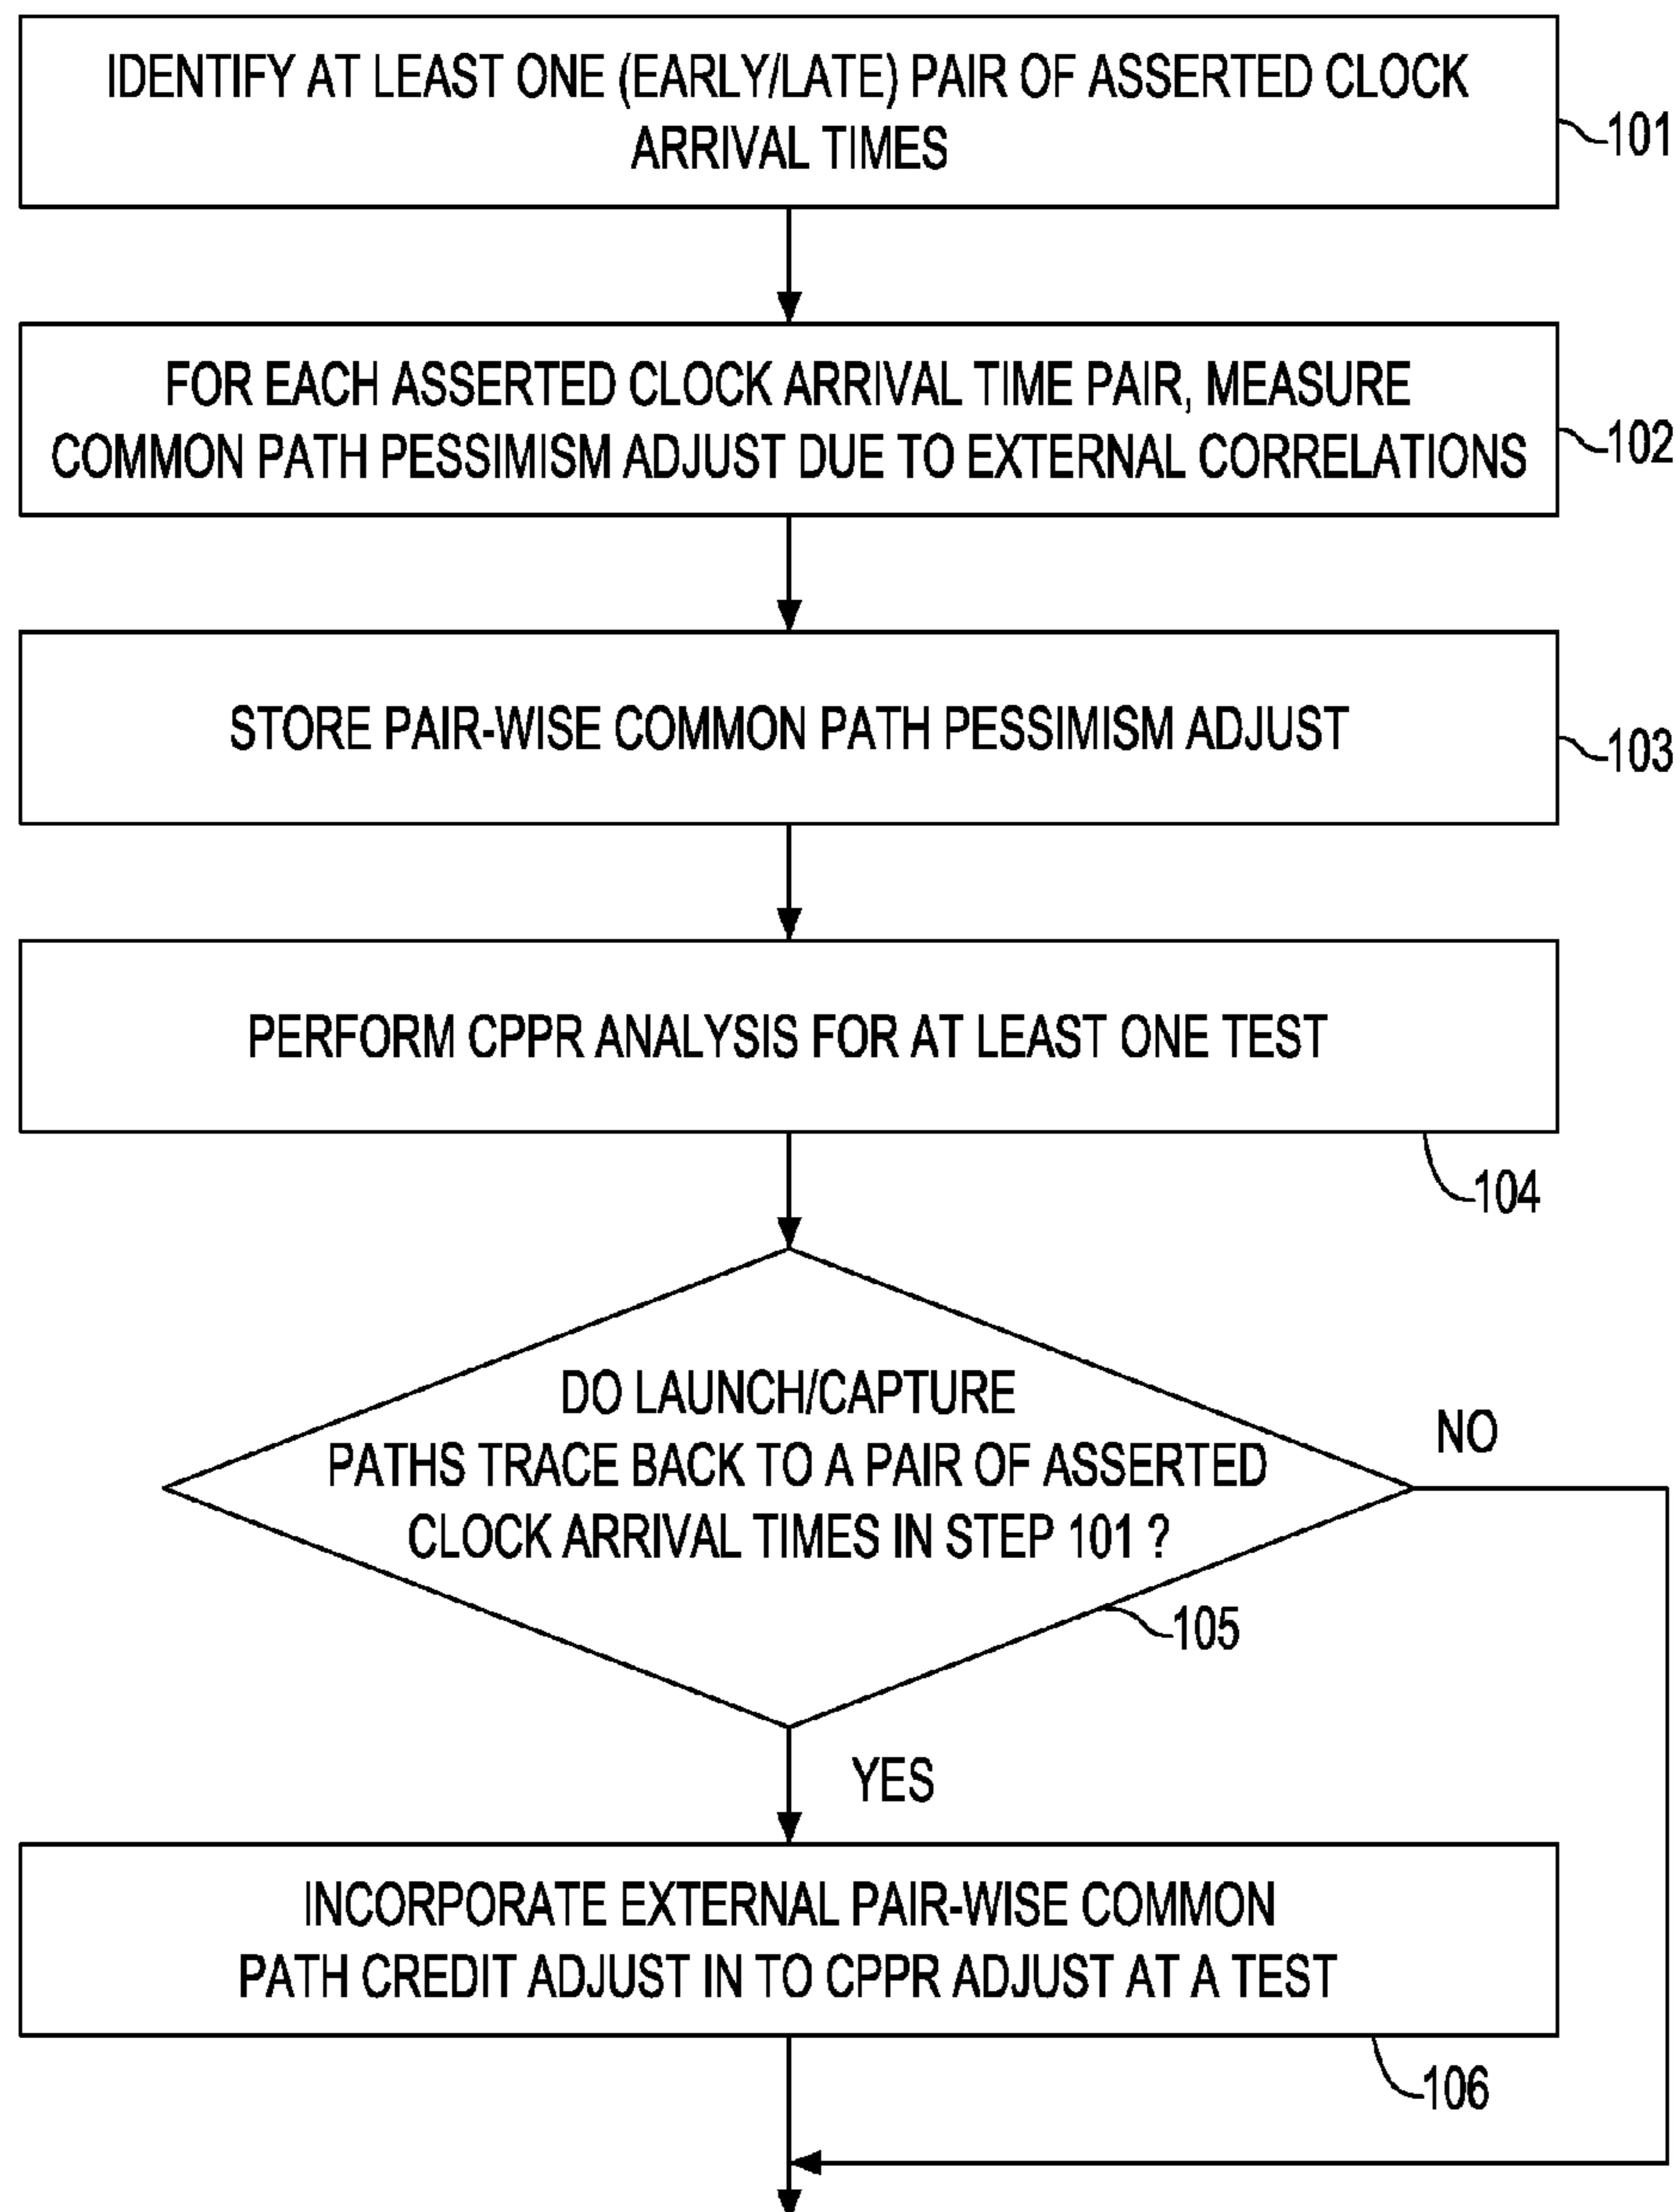 IDENTIFY AT LEAST ONE (EARLY/LATE) PAIR OF ASSERTED CLOCK
ARRIVAL TIMES
101
FOR EACH ASSERTED CLOCK ARRIVAL TIME PAIR, MEASURE
COMMON PATH PESSIMISM ADJUST DUE TO EXTERNAL CORRELATIONS
102
STORE PAIR-WISE COMMON PATH PESSIMISM ADJUST
103
PERFORM CPPR ANALYSIS FOR AT LEAST ONE TEST
104
DO LAUNCH/CAPTURE
PATHS TRACE BACK TO A PAIR OF ASSERTED
CLOCK ARRIVAL TIMES IN STEP 101 ?
NO
105
YES
INCORPORATE EXTERNAL PAIR-WISE COMMON
PATH CREDIT ADJUST IN TO CPPR ADJUST AT A TEST
106